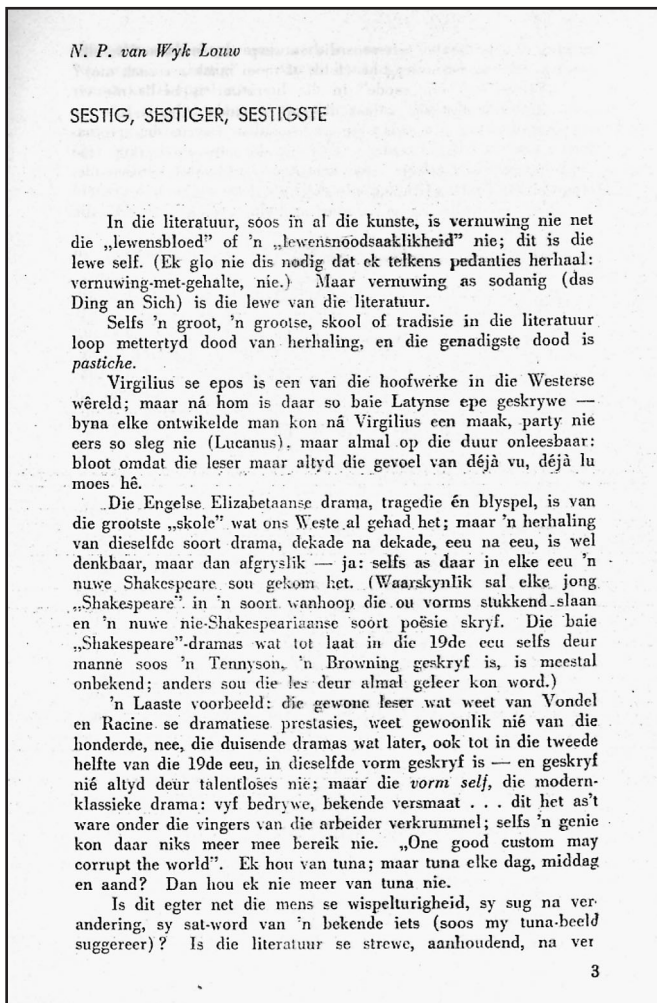 N. P. van Wyk Louw
SESTIG, SESTIGER, SESTIGSTE
In die literatuur, soos in al die kunste, is vernuwing nie net
die „lewensbloed" of 'n „lewensnoodsaaklikheid" nie; dit is die
lewe self. (Ek glo nie dis nodig dat ek telkens pedanties herhaal:
vernuwing-met-gehalte, nie.) Maar vernuwing as sodanig (das
Ding an Sich) is die lewe van die literatuur.
Selfs 'n groot, 'n grootse, skool of tradisie in die literatuur
loop mettertyd dood van herhaling, en die genadigste dood is
pastiche.
Virgilius se epos is een van die hoofwerke in die Westerse
wêreld; maar ná hom is daar so baie Latynse epe geskrywe —
byna elke ontwikkelde man kon ná Virgilius een maak, party nie
eers so sleg nie (Lucanus), maar almal op die duur onleesbaar:
bloot omdat die leser maar altyd die gevoel van déjà vu, déjà lu
moes hê.
Die Engelse Elizabetaanse drama, tragedie én blyspel, is van
die grootste „skole" wat ons Weste al gehad het; maar 'n herhaling
van dieselfde soort drama, dekade na dekade, eeu na eeu, is wel
denkbaar, maar dan afgryslik — ja: selfs as daar in elke eeu 'n
nuwe Shakespeare sou gekom het. (Waarskynlik sal elke jong
„Shakespeare" in 'n soort wanhoop die ou vorms stukkend slaan
en 'n nuwe nie-Shakespeariaanse soort poësie skryf. Die baie
„Shakespeare"-dramas wat tot laat in die 19de eeu selfs deur
manne soos 'n Tennyson, 'n Browning geskryf is, is meestal
onbekend; anders sou die les deur almal geleer kon word.)
'n Laaste voorbeeld: die gewone leser wat weet van Vondel
en Racine se dramatiese prestasies, weet gewoonlik nié van die
honderde, nee, die duisende dramas wat later, ook tot in die tweede
helfte van die 19de eeu, in dieselfde vorm geskryf is — en geskryf
nié altyd deur talentloses nie; maar die vorm self, die modern-
klassieke drama: vyf bedrywe, bekende versmaat . . . dit het as't
ware onder die vingers van die arbeider verkrummel; selfs 'n genie
kon daar niks meer mee bereik nie. „One good custom may
corrupt the world". Ek hou van tuna; maar tuna elke dag, middag
en aand? Dan hou ek nie meer van tuna nie.
Is dit egter net die mens se wispelturigheid, sy sug na ver-
andering, sy sat-word van 'n bekende iets (soos my tuna-beeld
suggereer)? Is die literatuur se strewe, aanhoudend, na ver
3